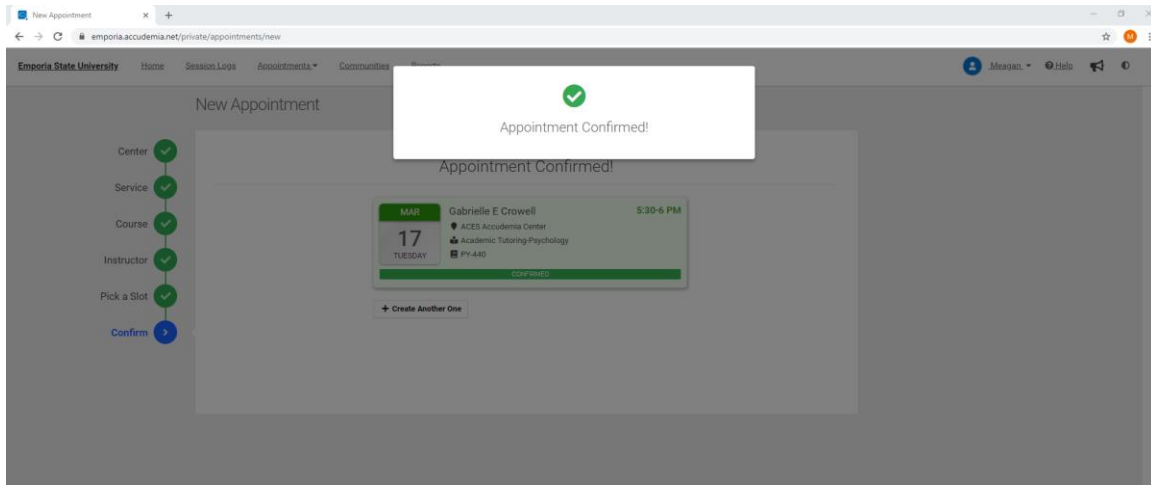 New Appointment
emporia.accudemia.net/private/appointments/new
M
Emporia State University Home Session Logs Appointments Communities Reports Meagan Help
Appointment Confirmed!
New Appointment
Appointment Confirmed!
Center
Service
Course
Instructor
Pick a Slot
Confirm
MAR
17
TUESDAY
Gabrielle E Crowell 5:30-6 PM
ACES Accudemia Center
Academic Tutoring-Psychology
PY-440
CONFIRMED
+ Create Another One